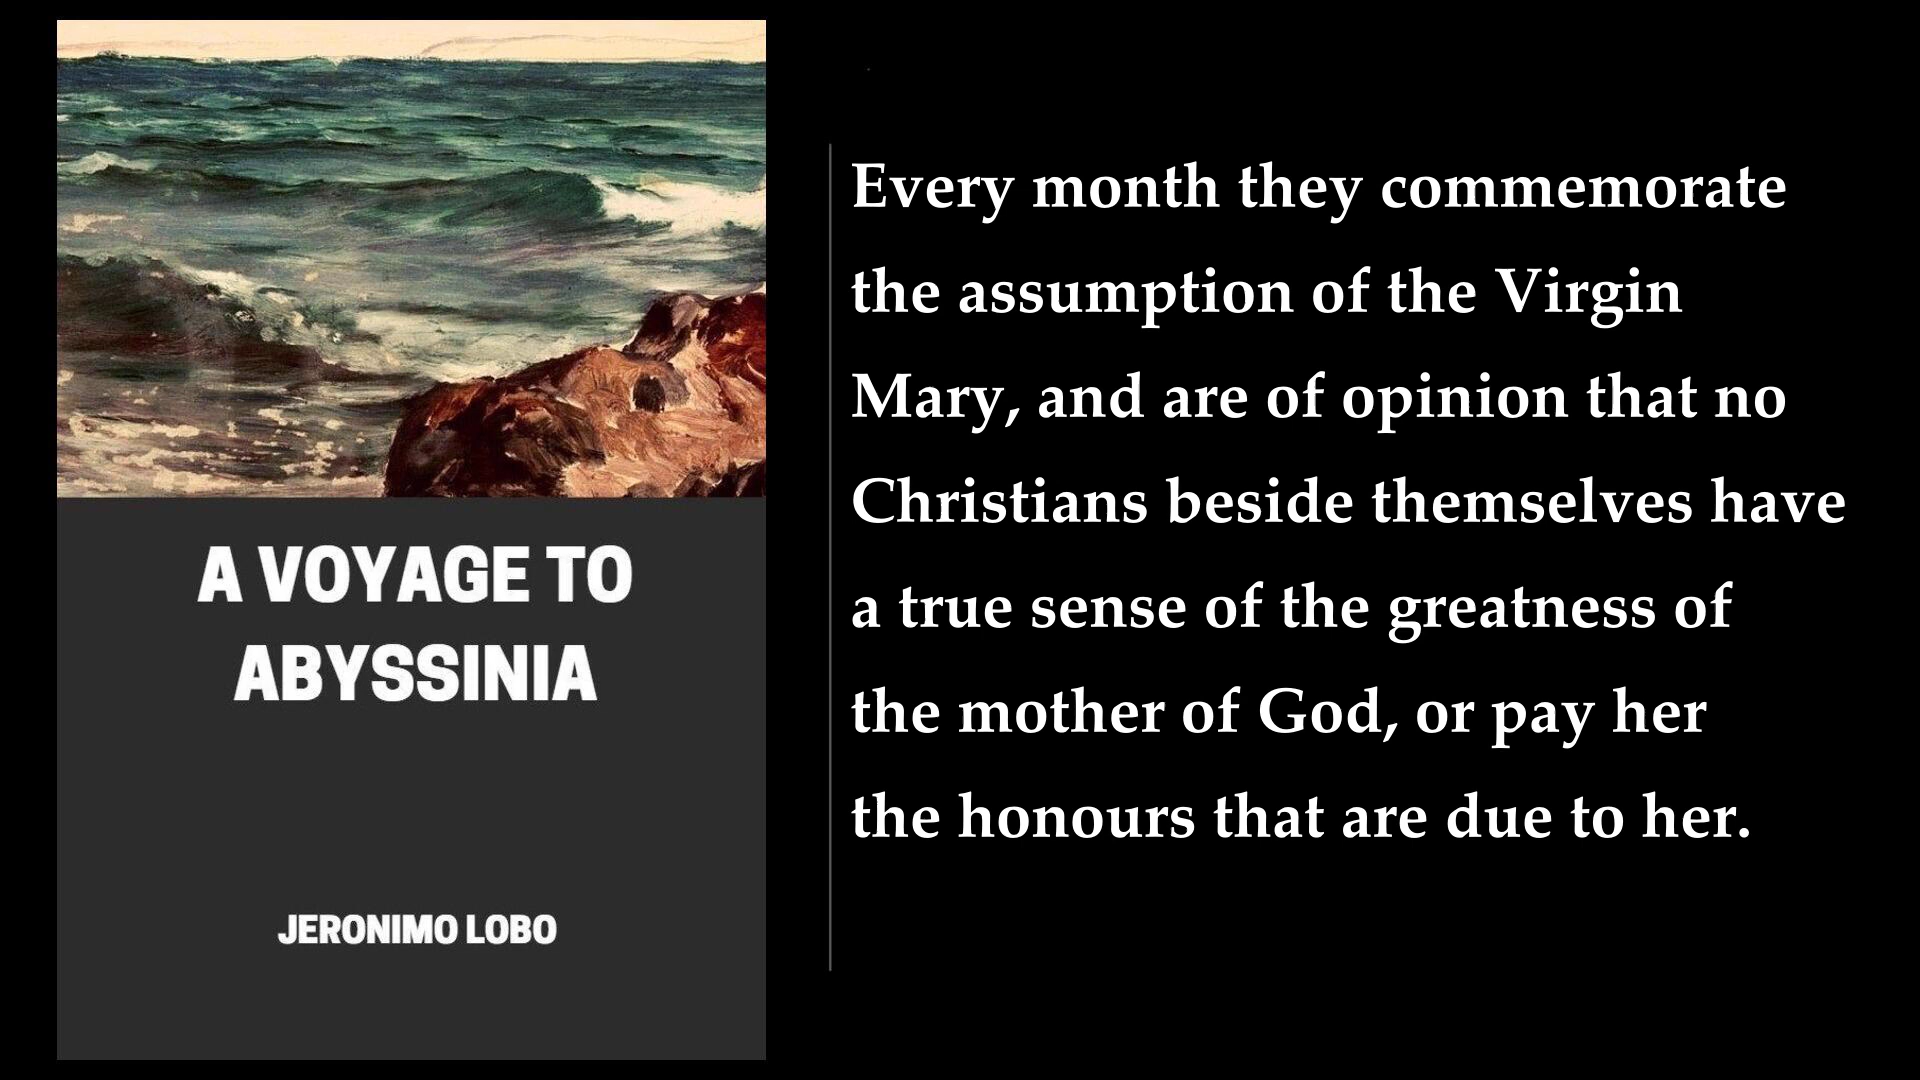 A VOYAGE TO
ABYSSINIA
JERONIMO LOBO
Every month they commemorate
the assumption of the Virgin
Mary, and are of opinion that no
Christians beside themselves have
a true sense of the greatness of
the mother of God, or pay her
the honours that are due to her.